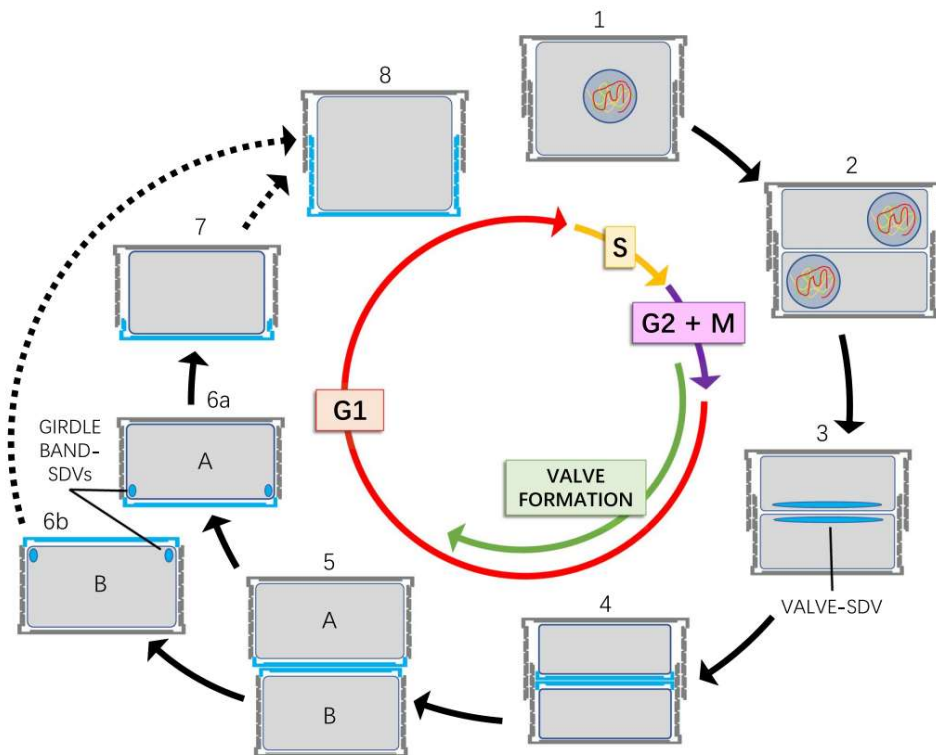 1
8
2
7
S
G2 + M
6a
GIRDLE
BAND-
SDVs
A
G1
3
VALVE
FORMATION
6b
B
5
A
B
4
VALVE-SDV